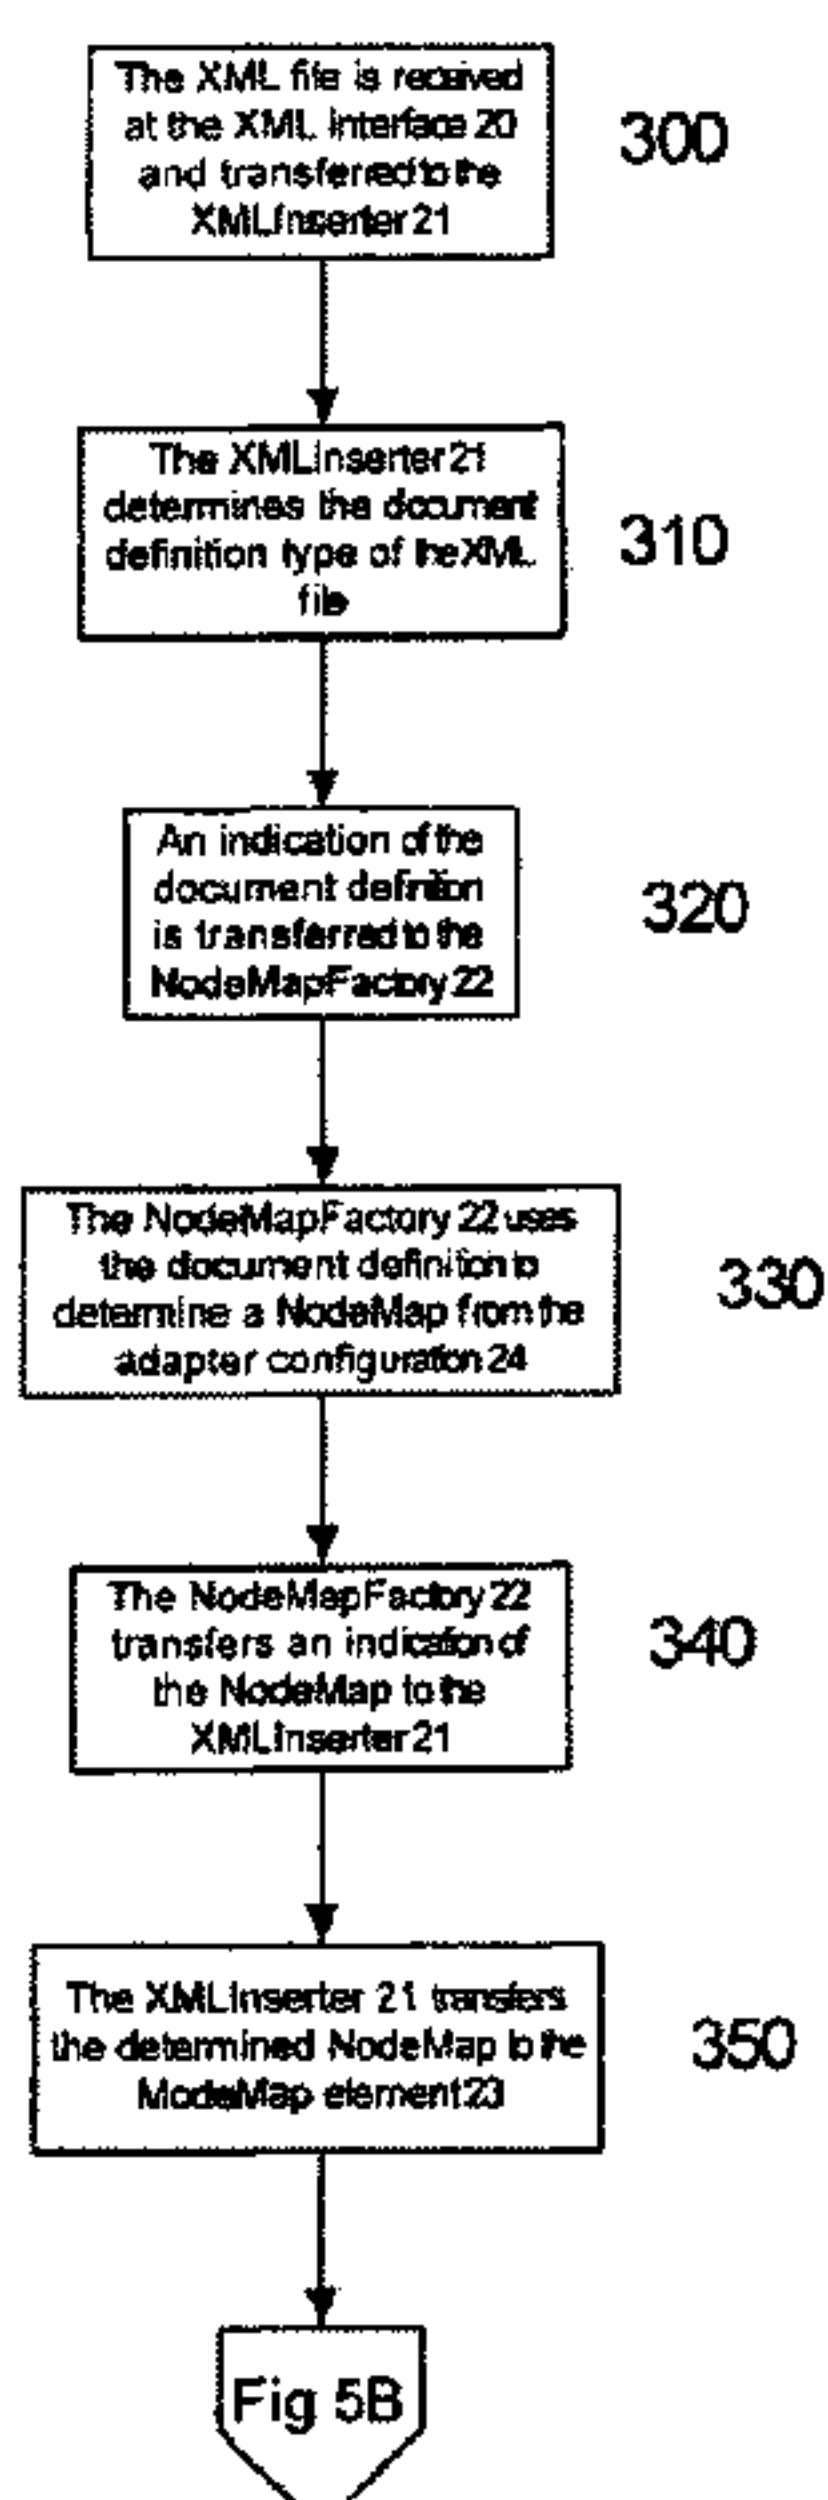 The XML file is received
at the XML interface 20
and transferred to the
XMLInserter 21
300
The XMLInserter 21
determines the document
definition type of the XML
file
310
An indication of the
document definition
is transferred to the
NodeMapFactory 22
320
The NodeMapFactory 22 uses
the document definition to
determine a NodeMap from the
adapter configuration 24
330
The NodeMapFactory 22
transfers an indication of
the NodeMap to the
XMLInserter 21
340
The XMLInserter 21 transfers
the determined NodeMap to the
ModeMap element 23
350
Fig 5B